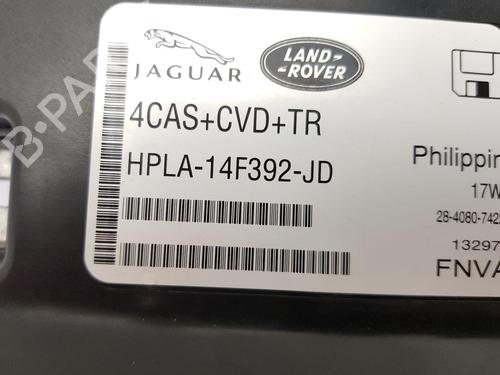 JAGUAR
LAND-
ROVER
4CAS+CVD+TR
HPLA-14F392-JD
Philippin
17W
28-4080-742
13297
FNVA